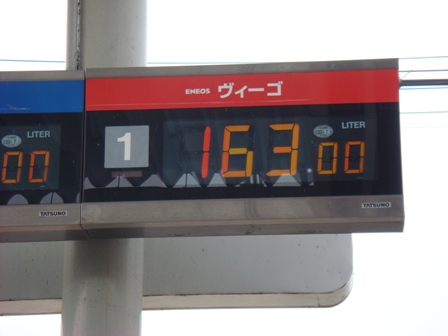 ENEOS ヴィーゴ
LITER
00
TATSUNO
1
163 00
LITER
TATSUNO